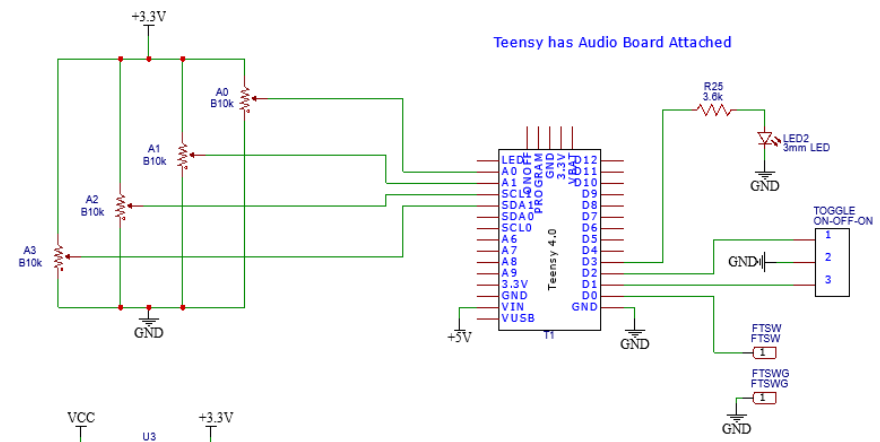 +3.3V
Teensy has Audio Board Attached
A0
B10k
A1
B10k
A2
B10k
A3
B10k
GND
R25
3.6k
LED2
3mm LED
GND
ONOFF
PROGRAM
GND
3.3V
VBAT
LED
A0
A1
SCL1
SDA1
SDA0
SCL0
A6
A7
A8
A9
3.3V
GND
VIN
VUSB
D12
D11
D10
D9
D8
D7
D6
D5
D4
D3
D2
D1
D0
GND
Teensy 4.0
T1
+5V
GND
TOGGLE
ON-OFF-ON
1
2
3
GND
FTSW
FTSW
1
FTSWG
FTSWG
1
GND
VCC
+3.3V
U3